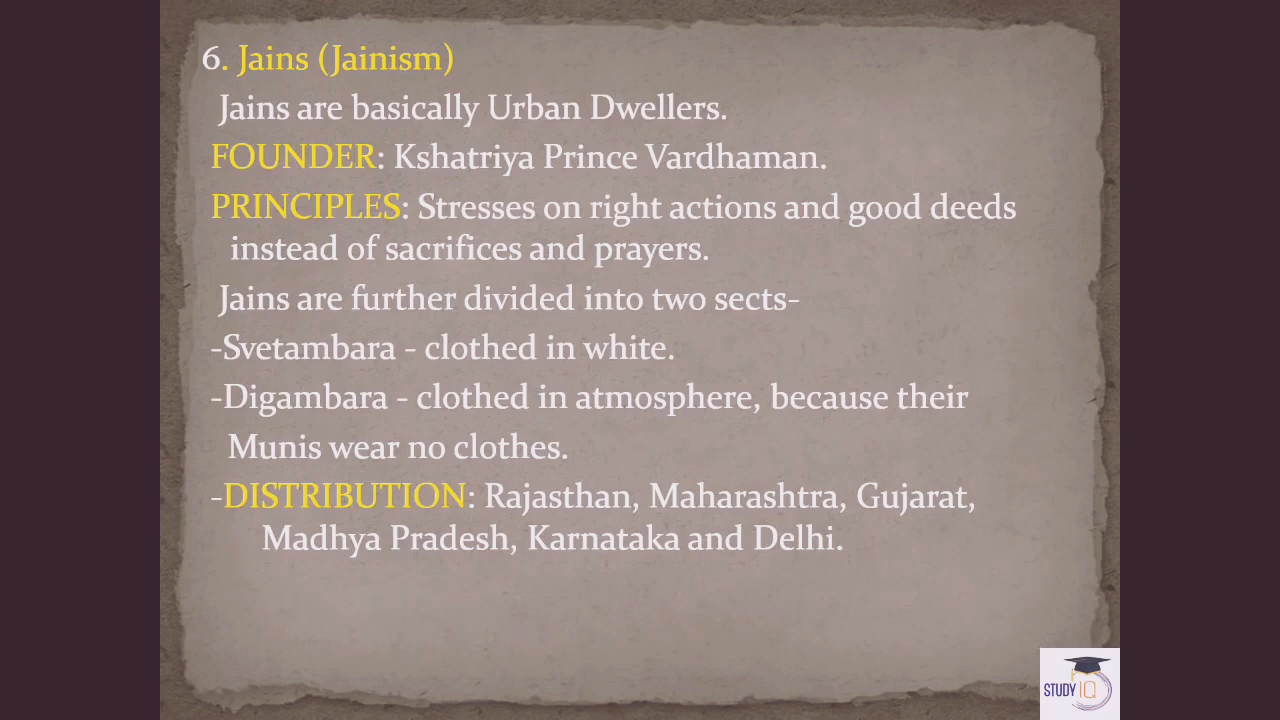 6. Jains (Jainism)
Jains are basically Urban Dwellers.
FOUNDER: Kshatriya Prince Vardhaman.
PRINCIPLES: Stresses on right actions and good deeds
instead of sacrifices and prayers.
Jains are further divided into two sects-
-Svetambara - clothed in white.
-Digambara - clothed in atmosphere, because their
Munis wear no clothes.
-DISTRIBUTION: Rajasthan, Maharashtra, Gujarat,
Madhya Pradesh, Karnataka and Delhi.
STUDY IQ